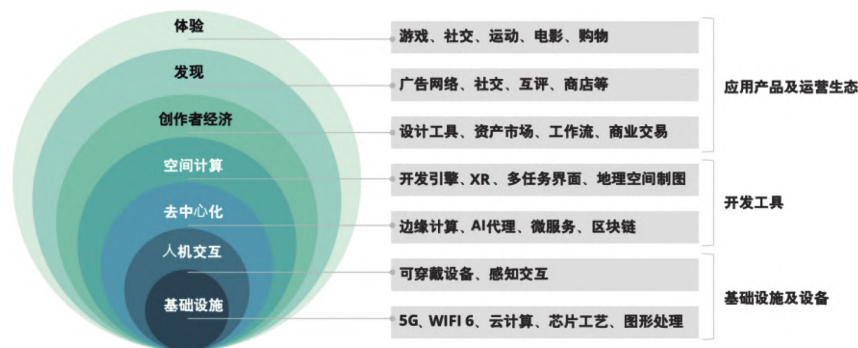 体验
游戏、社交、运动、电影、购物
发现
广告网络、社交、互评、商店等
应用产品及运营生态
创作者经济
设计工具、资产市场、工作流、商业交易
空间计算
开发引擎、XR、多任务界面、地理空间制图
开发工具
去中心化
边缘计算、AI代理、微服务、区块链
人机交互
可穿戴设备、感知交互
基础设施及设备
基础设施
5G、WIFI 6、云计算、芯片工艺、图形处理